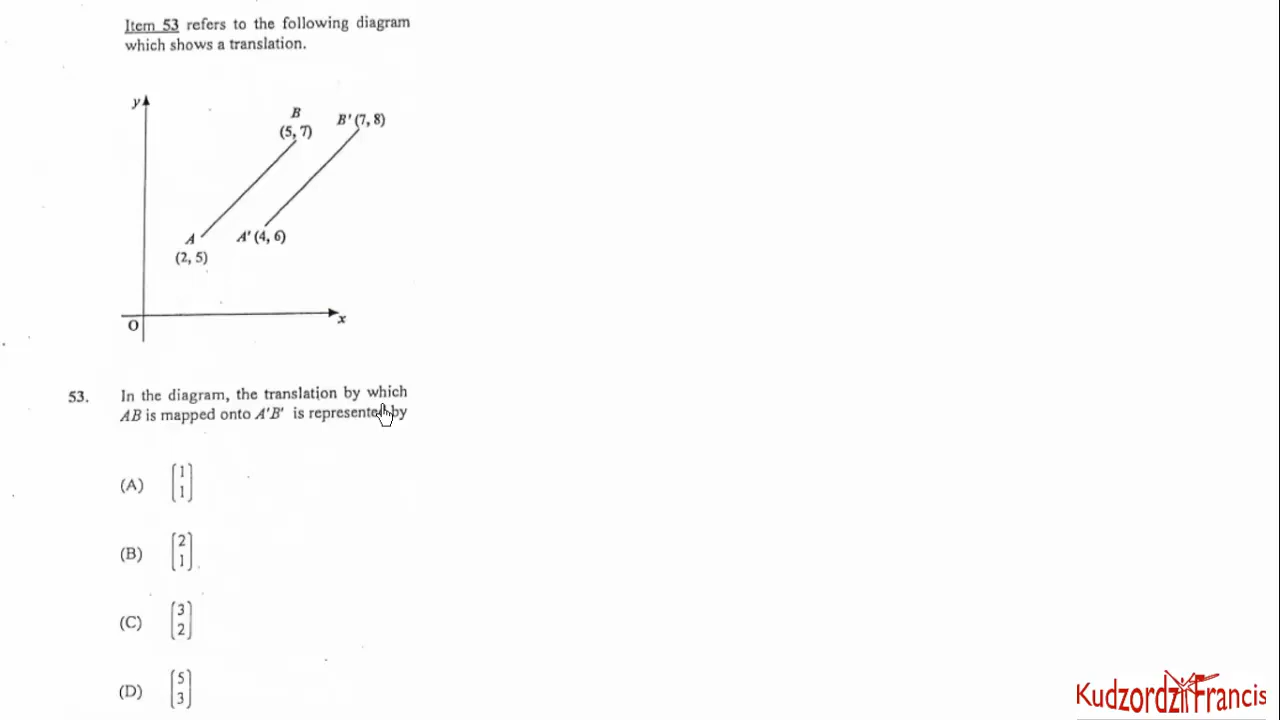 Item 53 refers to the following diagram
which shows a translation.
y
B
(5, 7)
B' (7, 8)
A
(2, 5)
A' (4, 6)
O
x
53. In the diagram, the translation by which
AB is mapped onto A'B' is represented by
(A) [1
1]
(B) [2
1]
(C) [3
2]
(D) [5
3]
Kudzordzi Francis